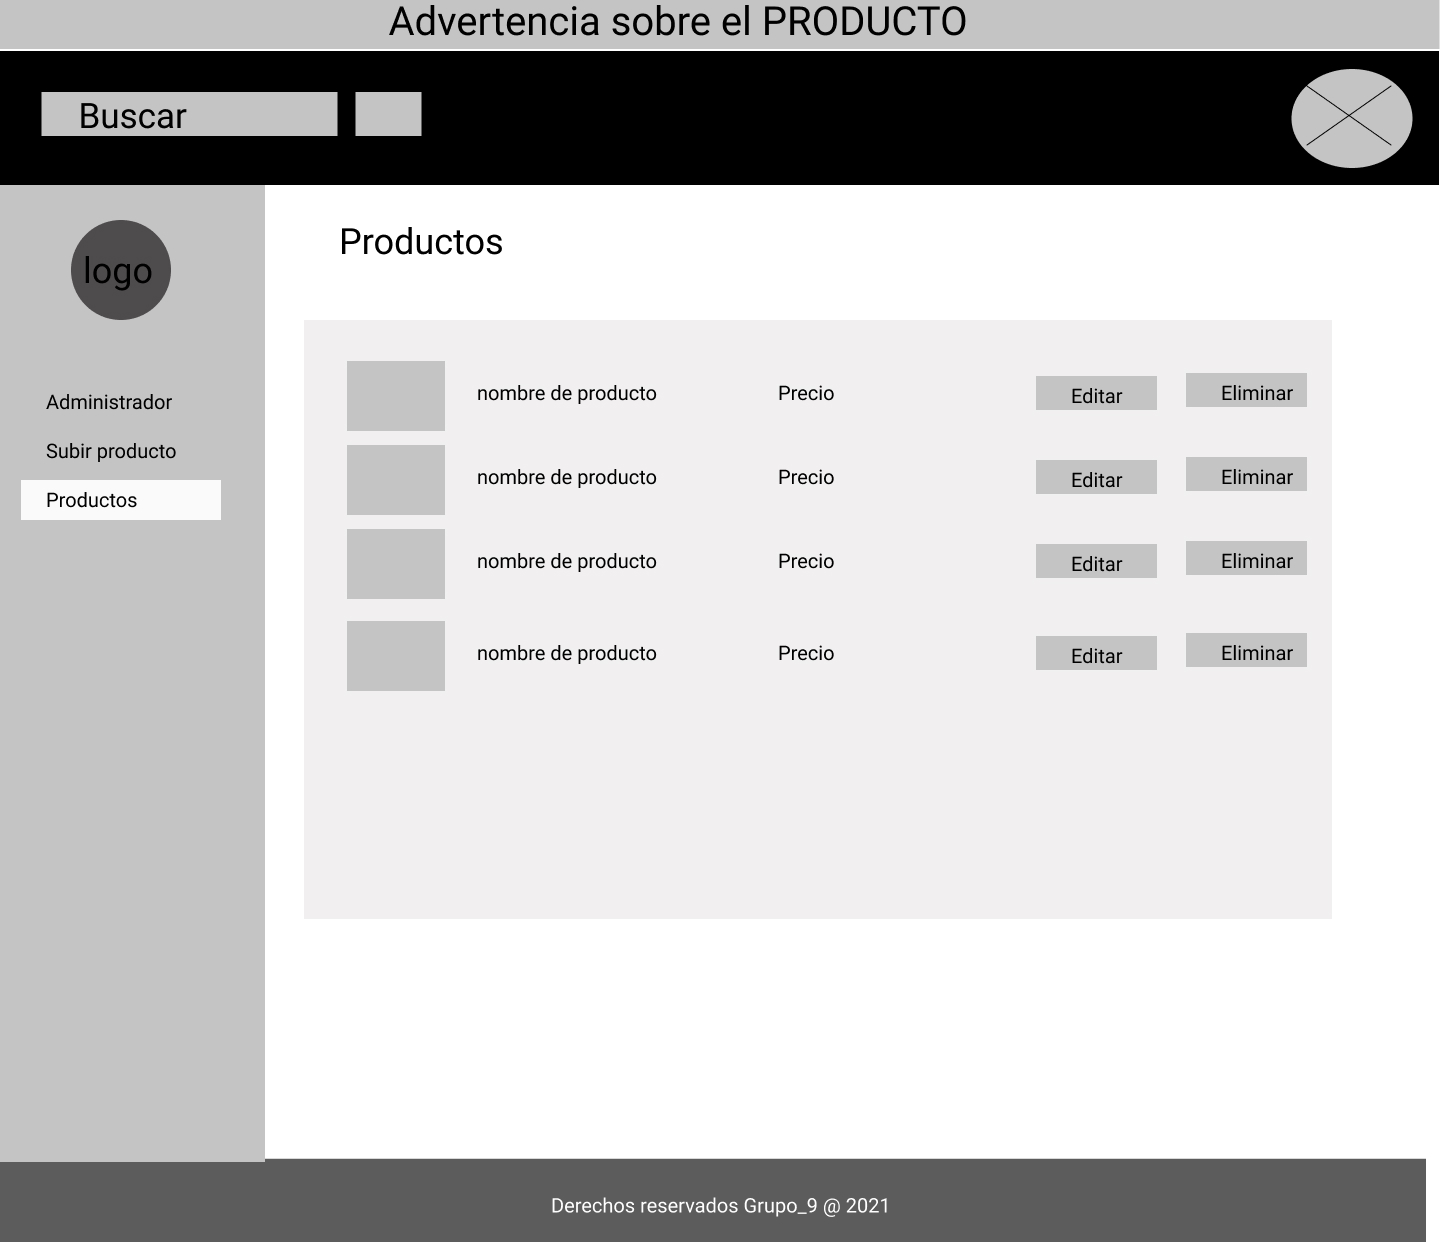 Advertencia sobre el PRODUCTO
Buscar
logo
Administrador
Subir producto
Productos
Productos
nombre de producto Precio Editar Eliminar
nombre de producto Precio Editar Eliminar
nombre de producto Precio Editar Eliminar
nombre de producto Precio Editar Eliminar
Derechos reservados Grupo_9 @ 2021